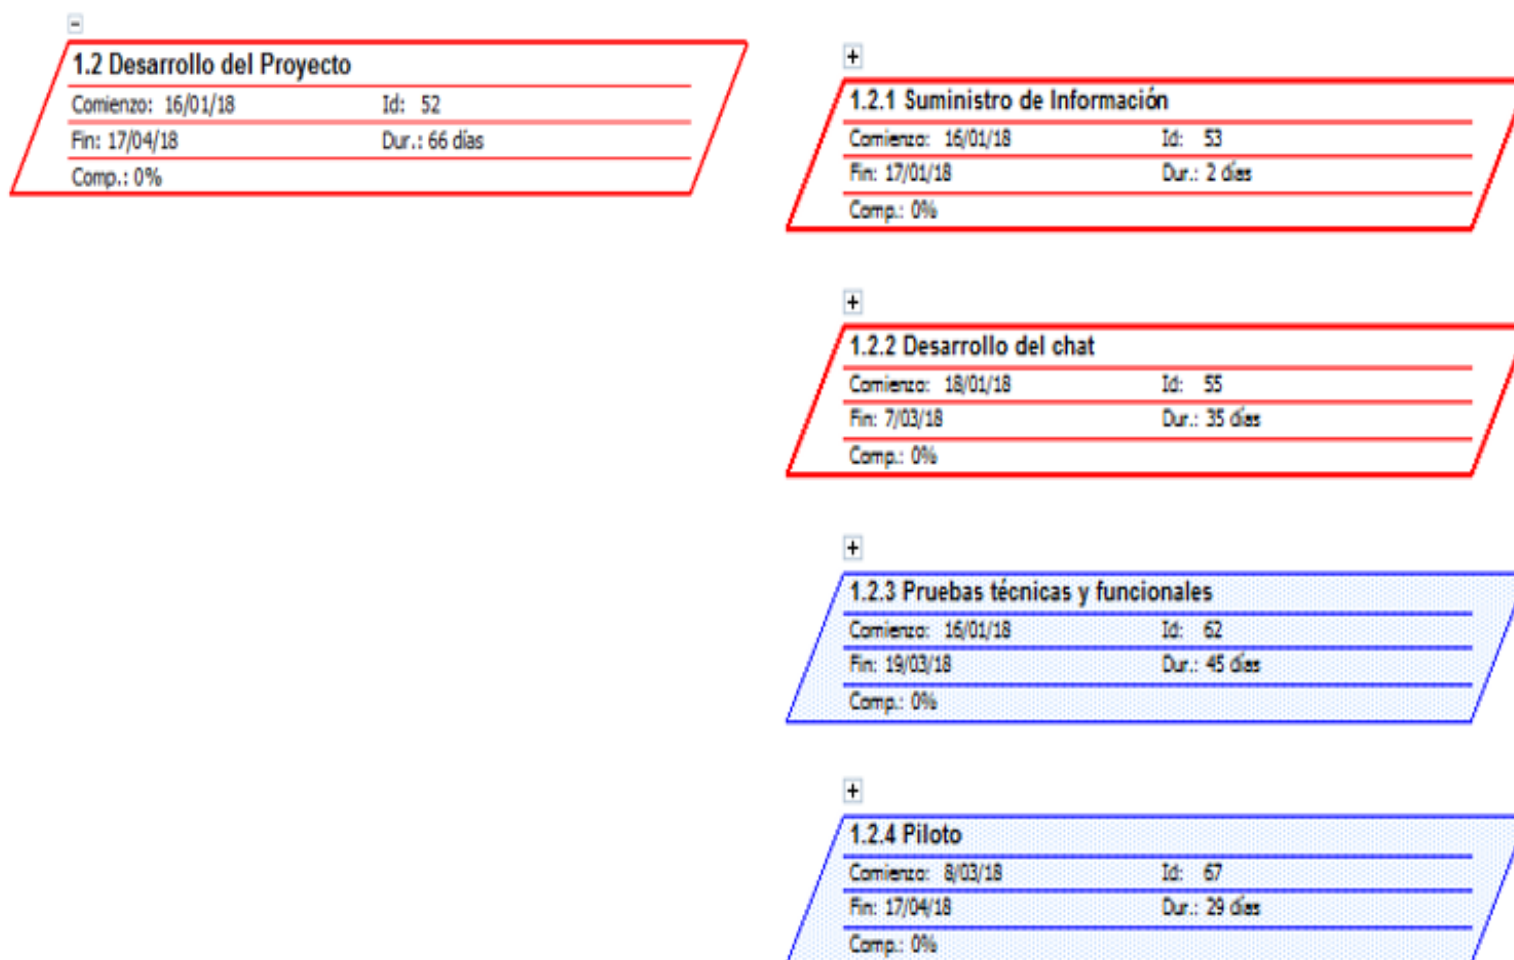 1.2 Desarrollo del Proyecto
Comienzo: 16/01/18 Id: 52
Fin: 17/04/18 Dur.: 66 días
Comp.: 0%
1.2.1 Suministro de Información
Comienzo: 16/01/18 Id: 53
Fin: 17/01/18 Dur.: 2 días
Comp.: 0%
1.2.2 Desarrollo del chat
Comienzo: 18/01/18 Id: 55
Fin: 7/03/18 Dur.: 35 días
Comp.: 0%
1.2.3 Pruebas técnicas y funcionales
Comienzo: 16/01/18 Id: 62
Fin: 19/03/18 Dur.: 45 días
Comp.: 0%
1.2.4 Piloto
Comienzo: 8/03/18 Id: 67
Fin: 17/04/18 Dur.: 29 días
Comp.: 0%